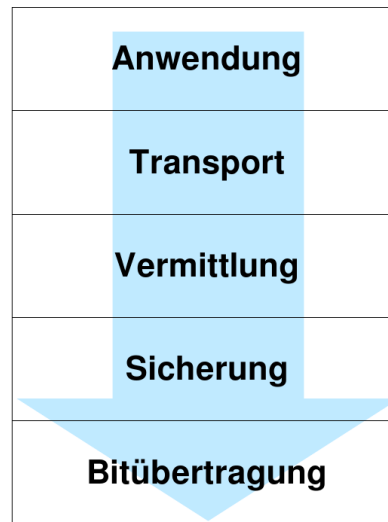 Anwendung
Transport
Vermittlung
Sicherung
Bitübertragung